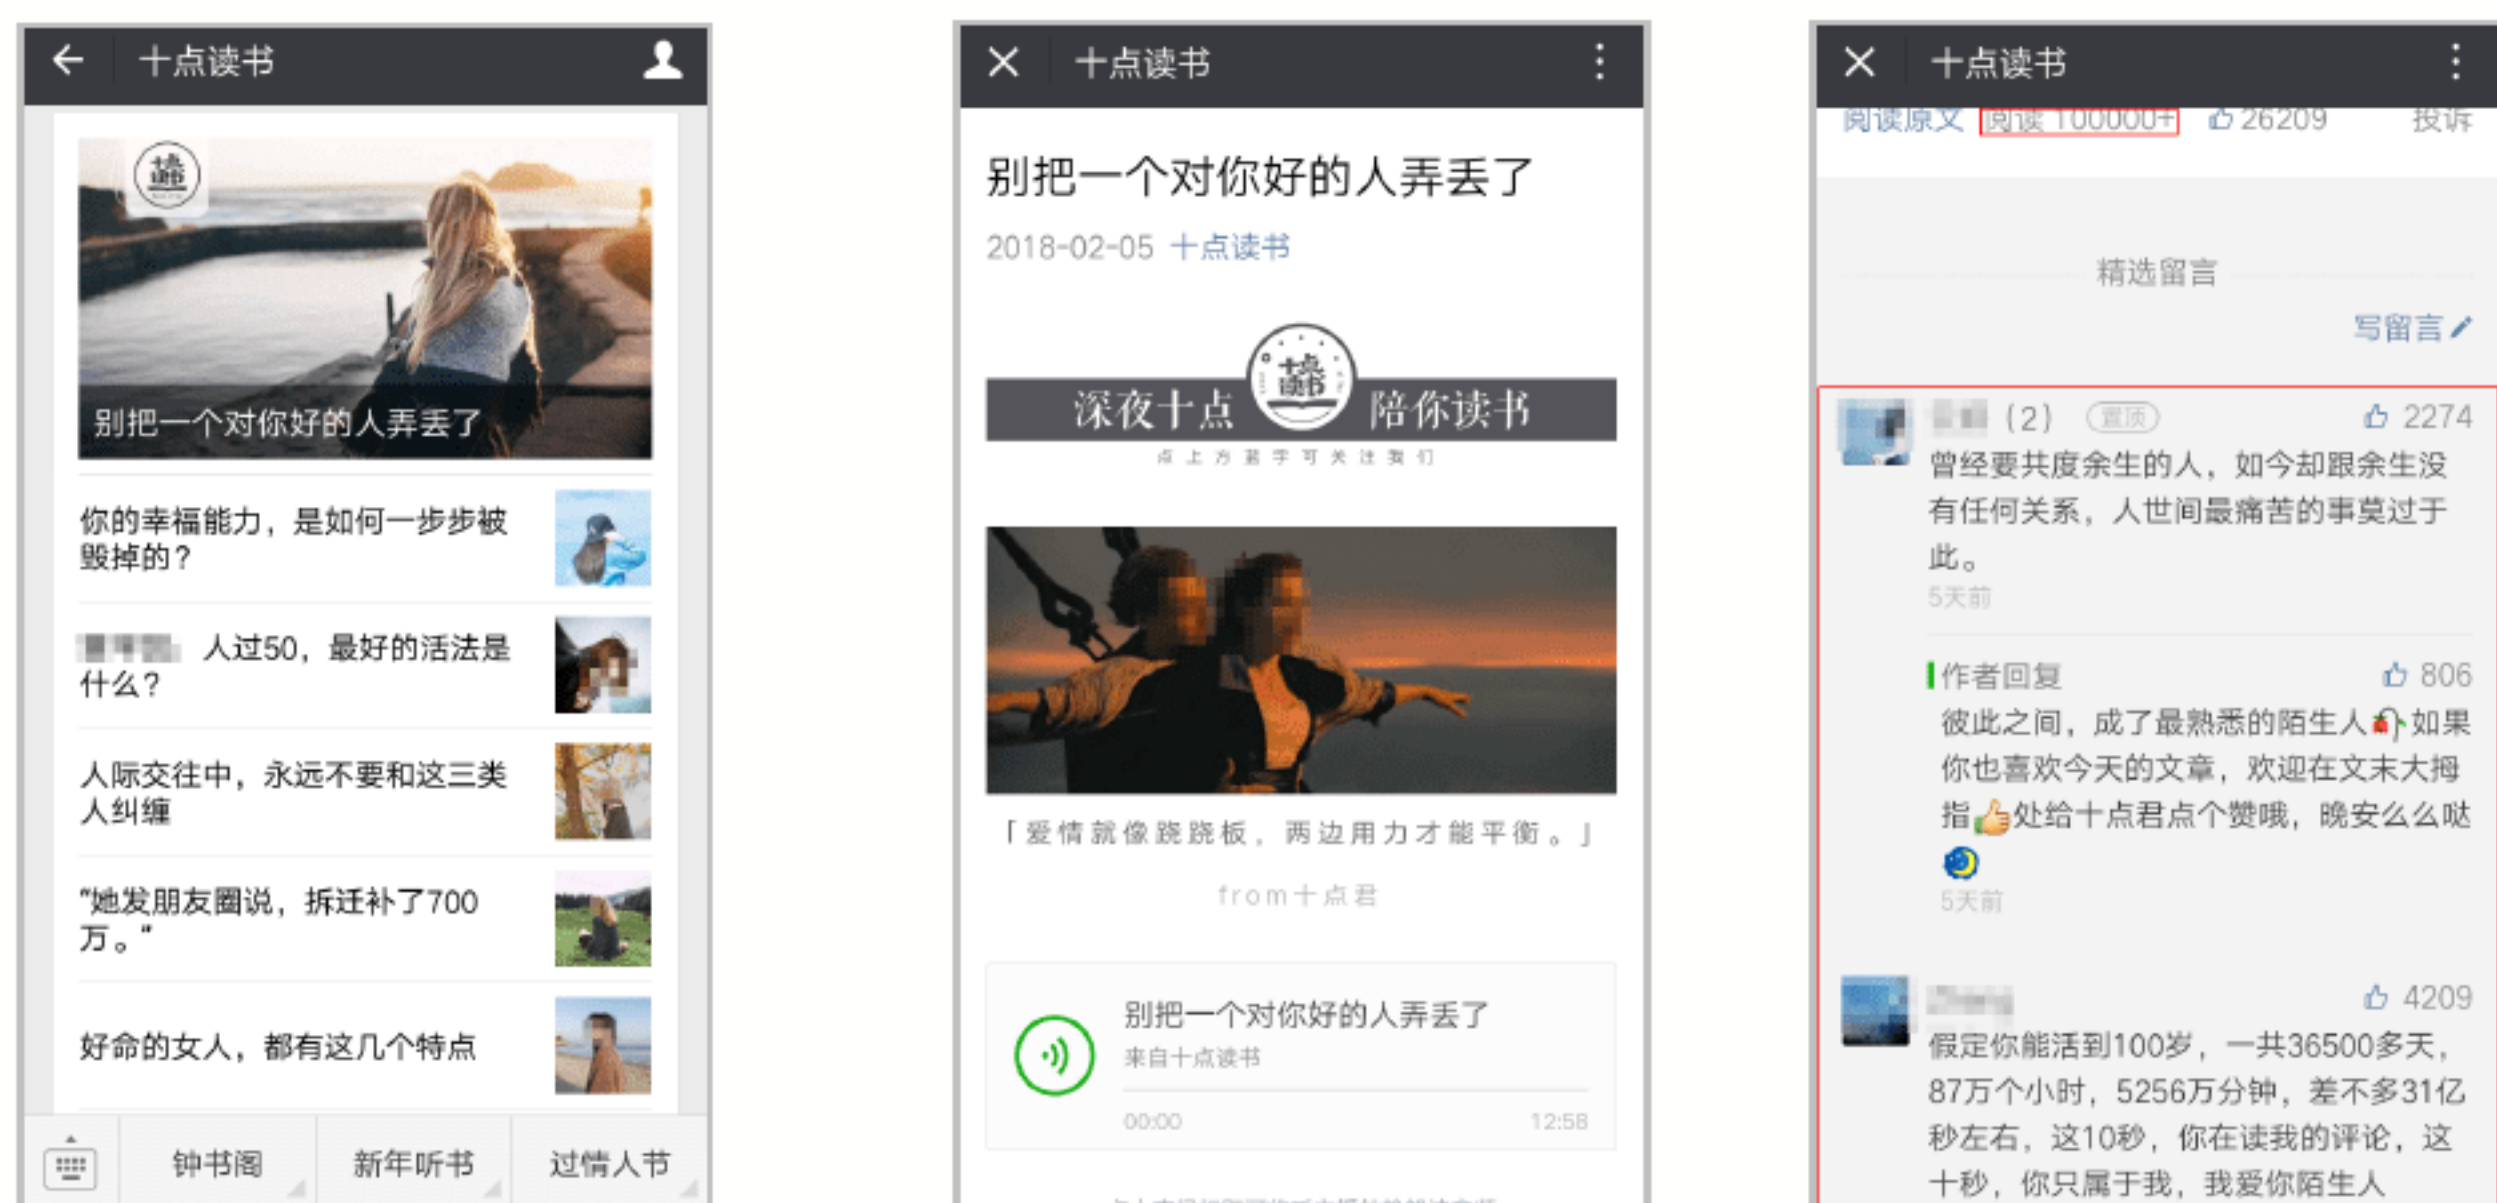 十点读书
别把一个对你好的人弄丢了
你的幸福能力，是如何一步步被
毁掉的？
人过50，最好的活法是
什么？
人际交往中，永远不要和这三类
人纠缠
“她发朋友圈说，拆迁补了700
万。”
好命的女人，都有这几个特点
钟书阁
新年听书
过情人节
十点读书
别把一个对你好的人弄丢了
2018-02-05 十点读书
深夜十点 十点读书 陪你读书
点上方蓝字可关注我们
「爱情就像跷跷板，两边用力才能平衡。」
from十点君
别把一个对你好的人弄丢了
来自十点读书
00:00 12:58
十点读书
阅读原文 阅读 100000+ 26209 投诉
精选留言
写留言
(2) 置顶 2274
曾经要共度余生的人，如今却跟余生没
有任何关系，人世间最痛苦的事莫过于
此。
5天前
作者回复 806
彼此之间，成了最熟悉的陌生人🥀如果
你也喜欢今天的文章，欢迎在文末大拇
指👍处给十点君点个赞哦，晚安么么哒
🌙
5天前
4209
假定你能活到100岁，一共36500多天，
87万个小时，5256万分钟，差不多31亿
秒左右，这10秒，你在读我的评论，这
十秒，你只属于我，我爱你陌生人